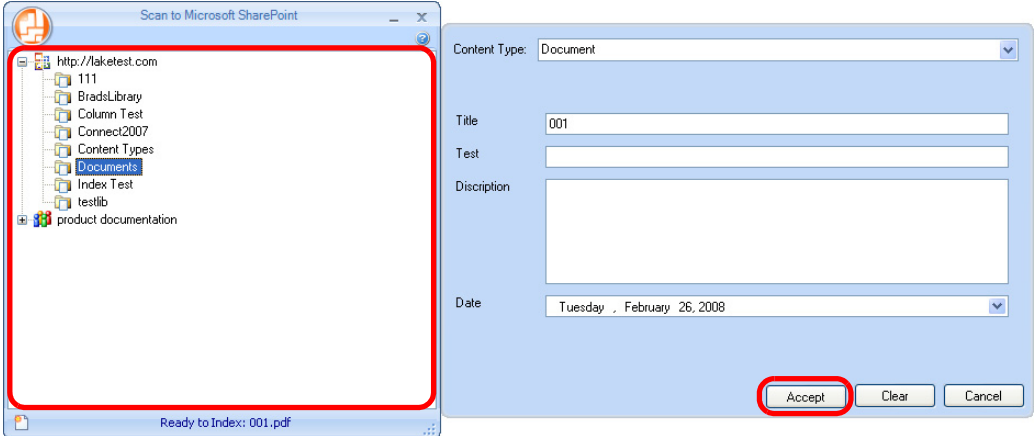 Scan to Microsoft SharePoint
http://laketest.com
111
BradsLibrary
Column Test
Connect2007
Content Types
Documents
Index Test
testlib
product documentation
Ready to Index: 001.pdf
Content Type: Document
Title 001
Test
Discription
Date Tuesday , February 26, 2008
Accept Clear Cancel